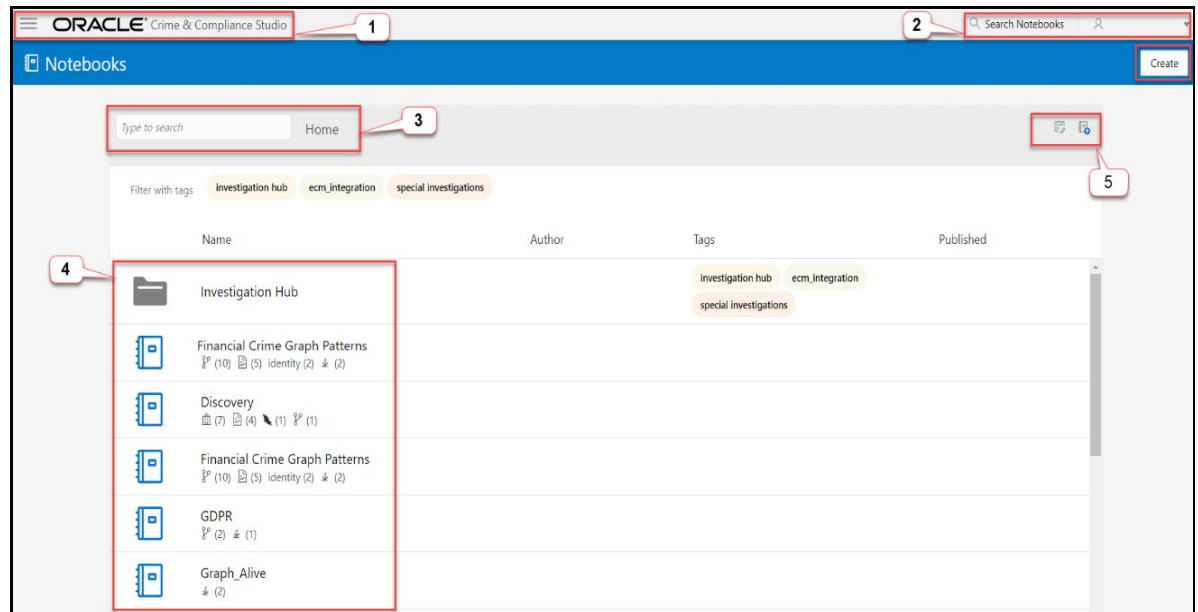 ORACLE® Crime & Compliance Studio
1
2
Search Notebooks
Notebooks
Create
Type to search
Home
3
5
Filter with tags investigation hub ecm_integration special investigations
Name Author Tags Published
4
Investigation Hub
investigation hub ecm_integration
special investigations
Financial Crime Graph Patterns
(10) (5) identity (2) (2)
Discovery
(7) (4) (1) (1)
Financial Crime Graph Patterns
(10) (5) identity (2) (2)
GDPR
(2) (1)
Graph_Alive
(2)